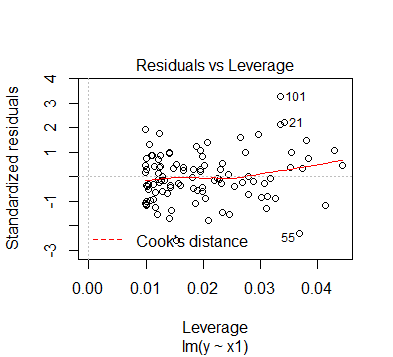 Residuals vs Leverage
Standardized residuals
4
2
1
-1
-3
101
21
55
Cook's distance
0.00 0.01 0.02 0.03 0.04
Leverage
lm(y ~ x1)